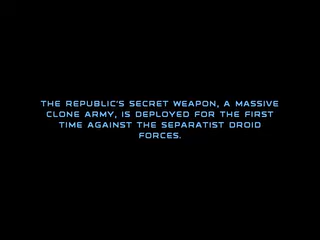 THE REPUBLIC'S SECRET WEAPON, A MASSIVE
CLONE ARMY, IS DEPLOYED FOR THE FIRST
TIME AGAINST THE SEPARATIST DROID
FORCES.